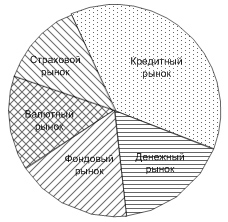 Страховой
рынок
Кредитный
рынок
Валютный
рынок
Фондовый
рынок
Денежный
рынок